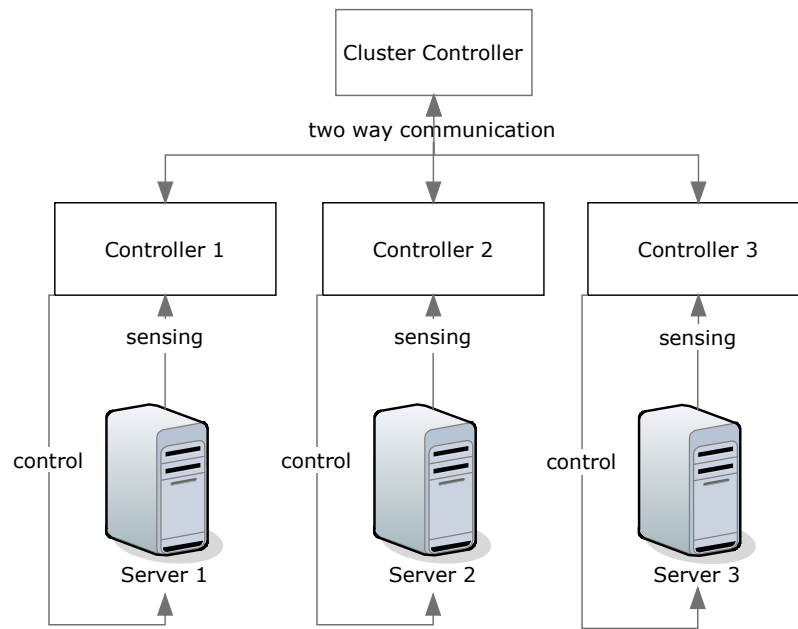 Cluster Controller
two way communication
Controller 1
Controller 2
Controller 3
sensing
sensing
sensing
control
control
control
Server 1
Server 2
Server 3